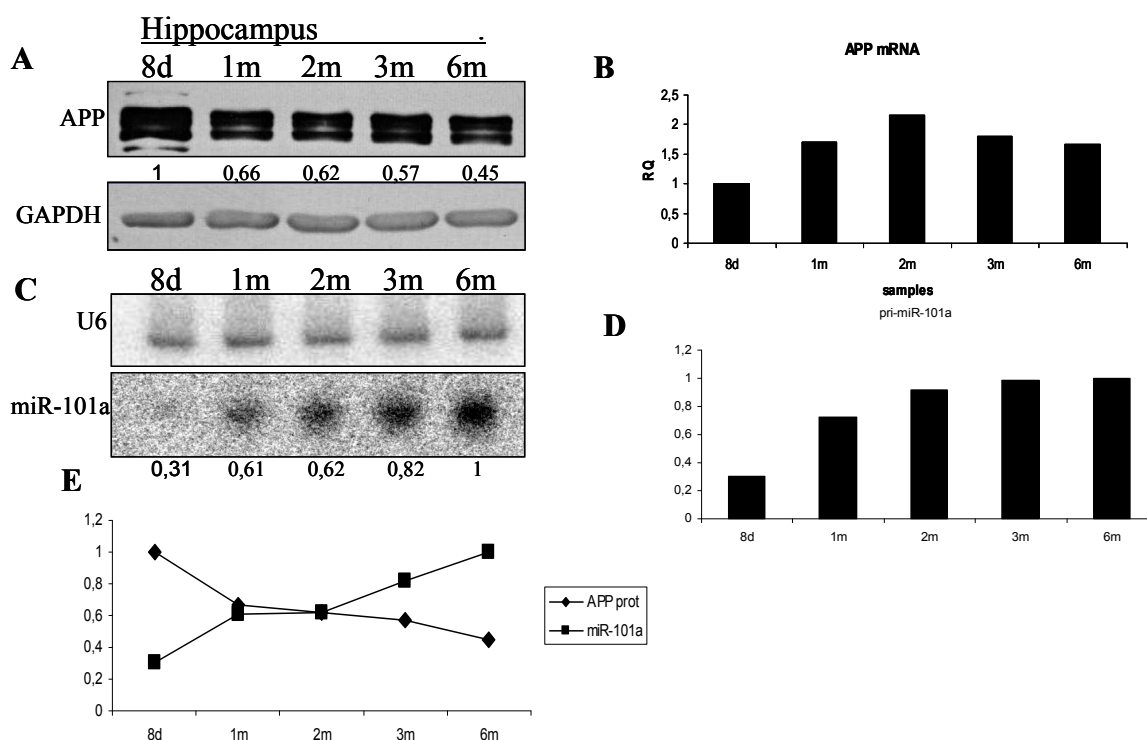 Hippocampus .
A
8d 1m 2m 3m 6m
APP
1 0,66 0,62 0,57 0,45
GAPDH
B
APP mRNA
RQ
2,5
2
1,5
1
0,5
0
8d 1m 2m 3m 6m
samples
C
8d 1m 2m 3m 6m
U6
miR-101a
0,31 0,61 0,62 0,82 1
D
pri-miR-101a
1,2
1
0,8
0,6
0,4
0,2
0
8d 1m 2m 3m 6m
E
1,2
1
0,8
0,6
0,4
0,2
0
8d 1m 2m 3m 6m
APP prot
miR-101a